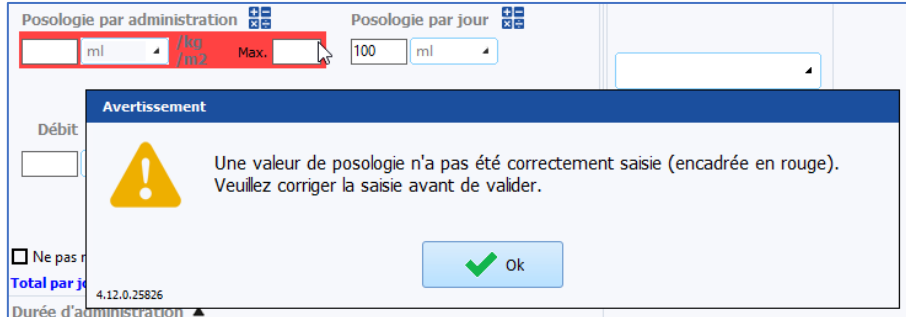 Posologie par administration
Posologie par jour
ml
/kg
/m2
Max.
100
ml
Avertissement
Débit
Une valeur de posologie n'a pas été correctement saisie (encadrée en rouge).
Veuillez corriger la saisie avant de valider.
Ne pas
Ok
Total par
4.12.0.25826
Durée d'administration